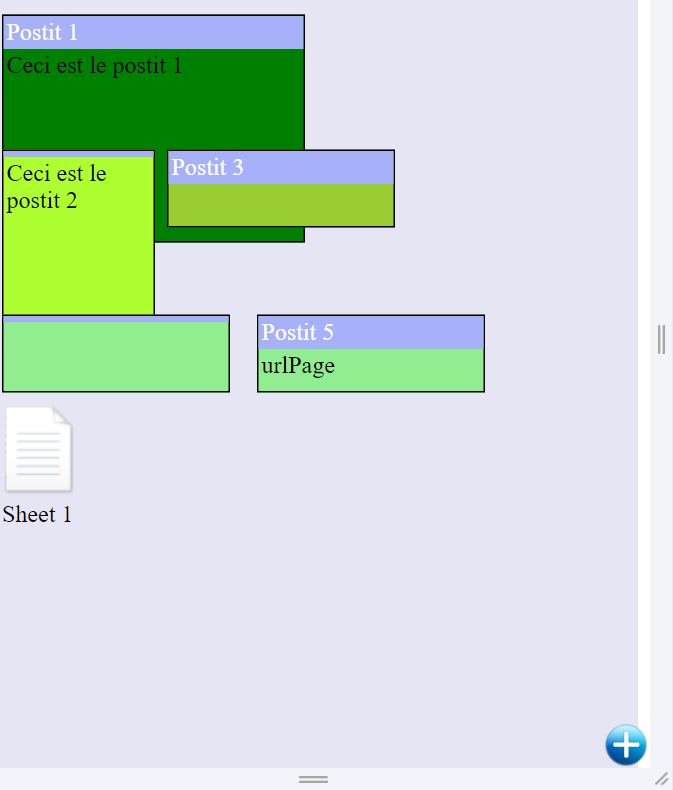 Postit 1
Ceci est le postit 1
Postit 3
Ceci est le
postit 2
Postit 5
urlPage
Sheet 1